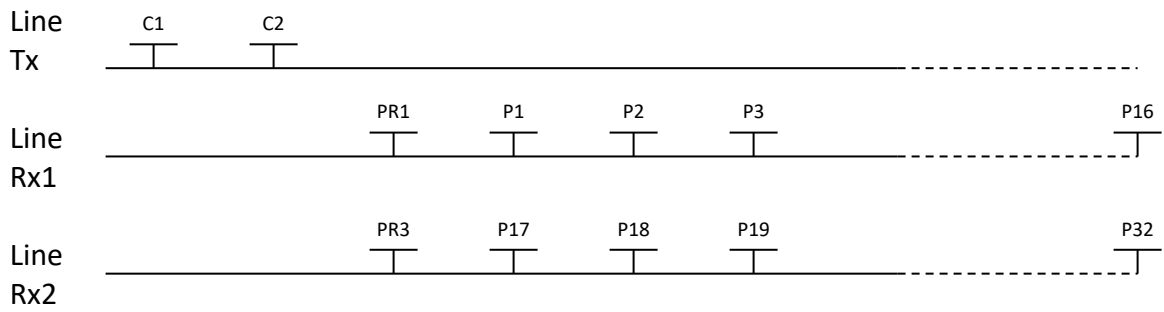 Line
Tx
C1 C2
Line
Rx1
PR1 P1 P2 P3 P16
Line
Rx2
PR3 P17 P18 P19 P32